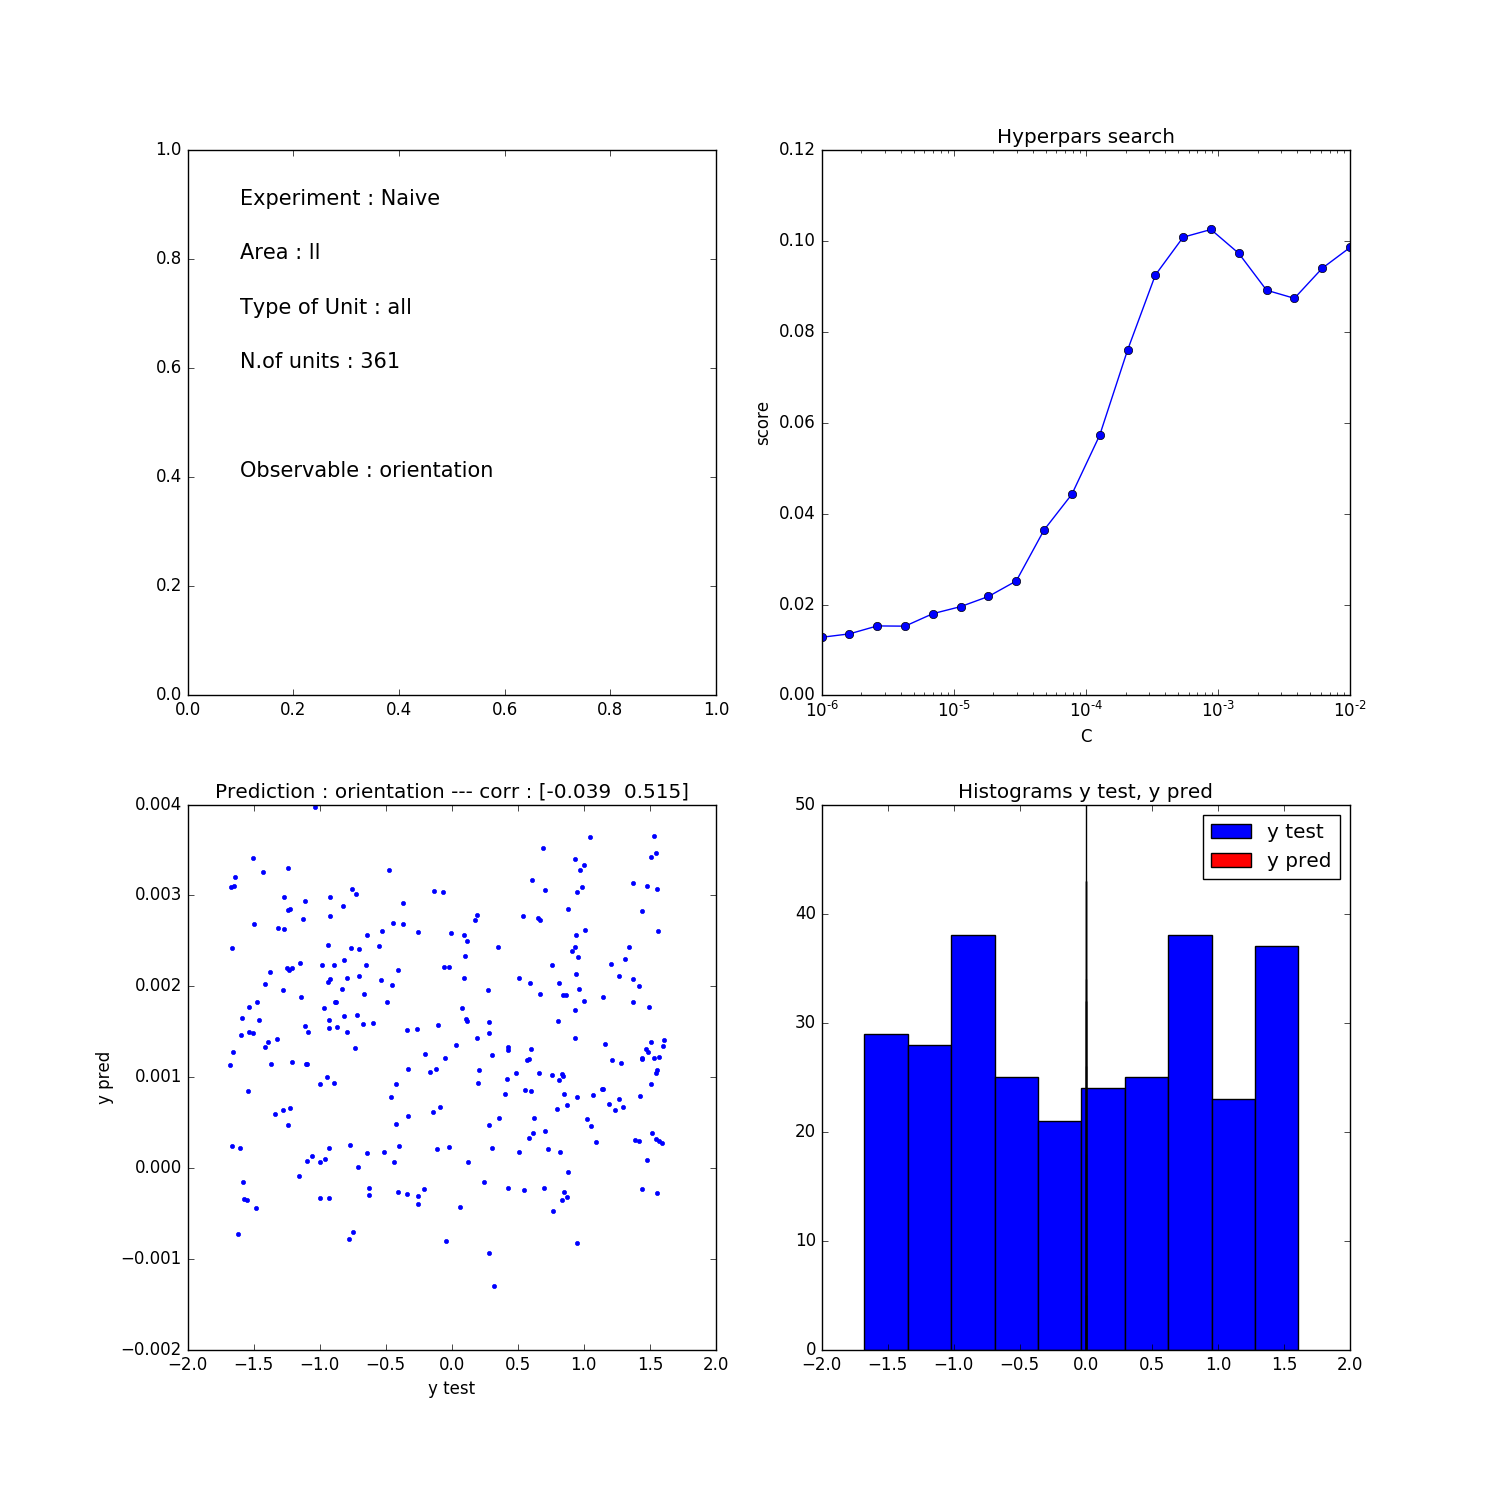 Experiment : Naive
Area : ll
Type of Unit : all
N.of units : 361
Observable : orientation
1.0
0.8
0.6
0.4
0.2
0.0
0.0 0.2 0.4 0.6 0.8 1.0
Hyperpars search
score
0.12
0.10
0.08
0.06
0.04
0.02
0.00
10^-6 10^-5 10^-4 10^-3 10^-2
C
Prediction : orientation --- corr : [-0.039 0.515]
y pred
0.004
0.003
0.002
0.001
0.000
−0.001
−0.002
−2.0 −1.5 −1.0 −0.5 0.0 0.5 1.0 1.5 2.0
y test
Histograms y test, y pred
y test
y pred
50
40
30
20
10
0
−2.0 −1.5 −1.0 −0.5 0.0 0.5 1.0 1.5 2.0